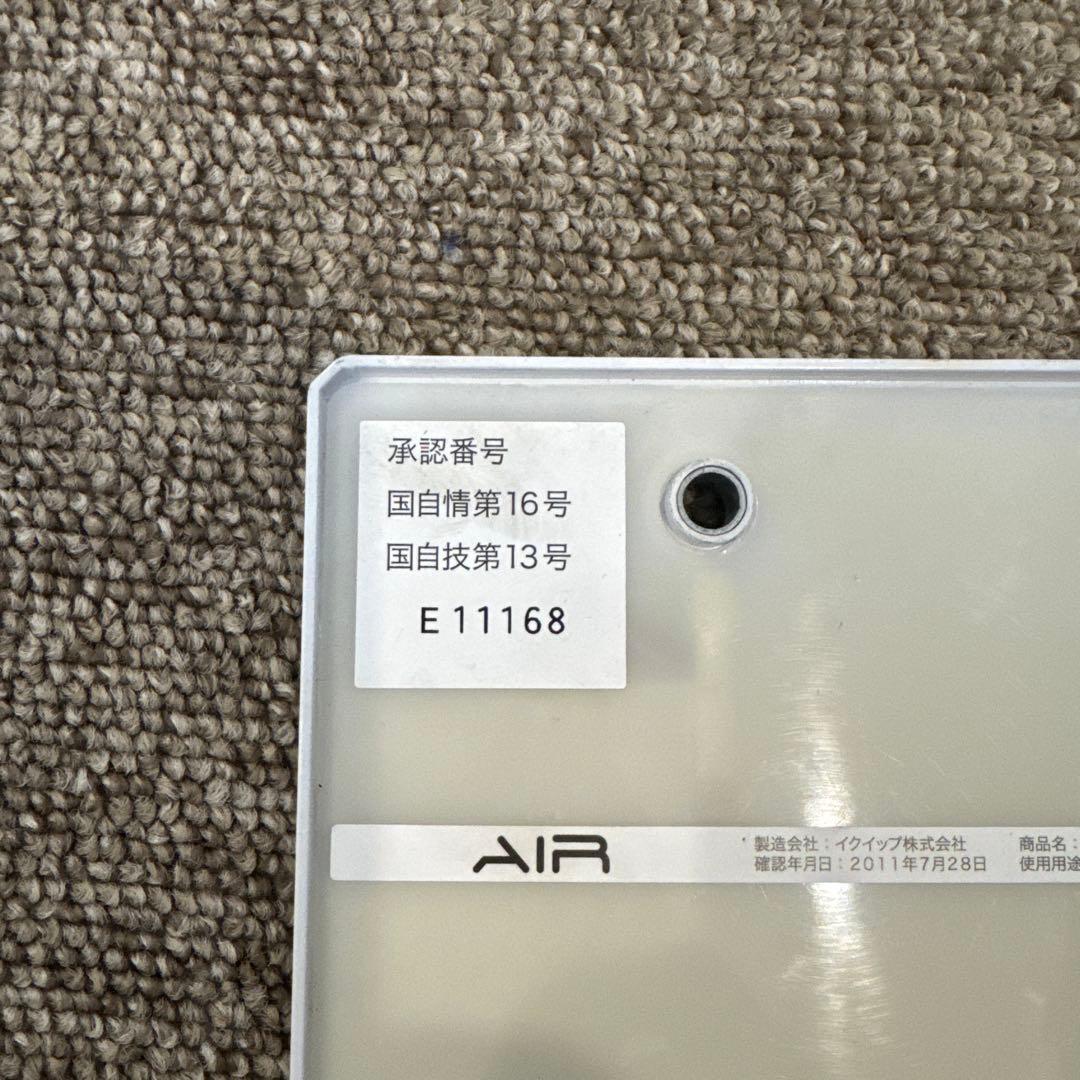 承認番号
国自情第16号
国自技第13号
E 11168
AIR
製造会社：イクイップ株式会社
確認年月日：2011年7月28日
商品名：
使用用途